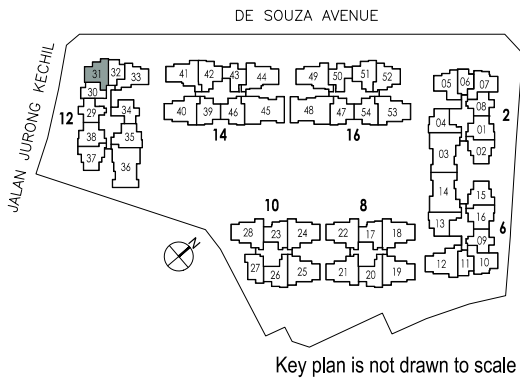 DE SOUZA AVENUE
JALAN JURONG KECHIL
31 32 33
30
29 34
12
38 35
37 36
41 42 43 44
40 39 46 45
14
49 50 51 52
48 47 54 53
16
05 06 07
08
2
04 01
03 02
14 15
13 16
6
09
12 11 10
10
28 23 24
27 26 25
8
22 17 18
21 20 19
N
Key plan is not drawn to scale